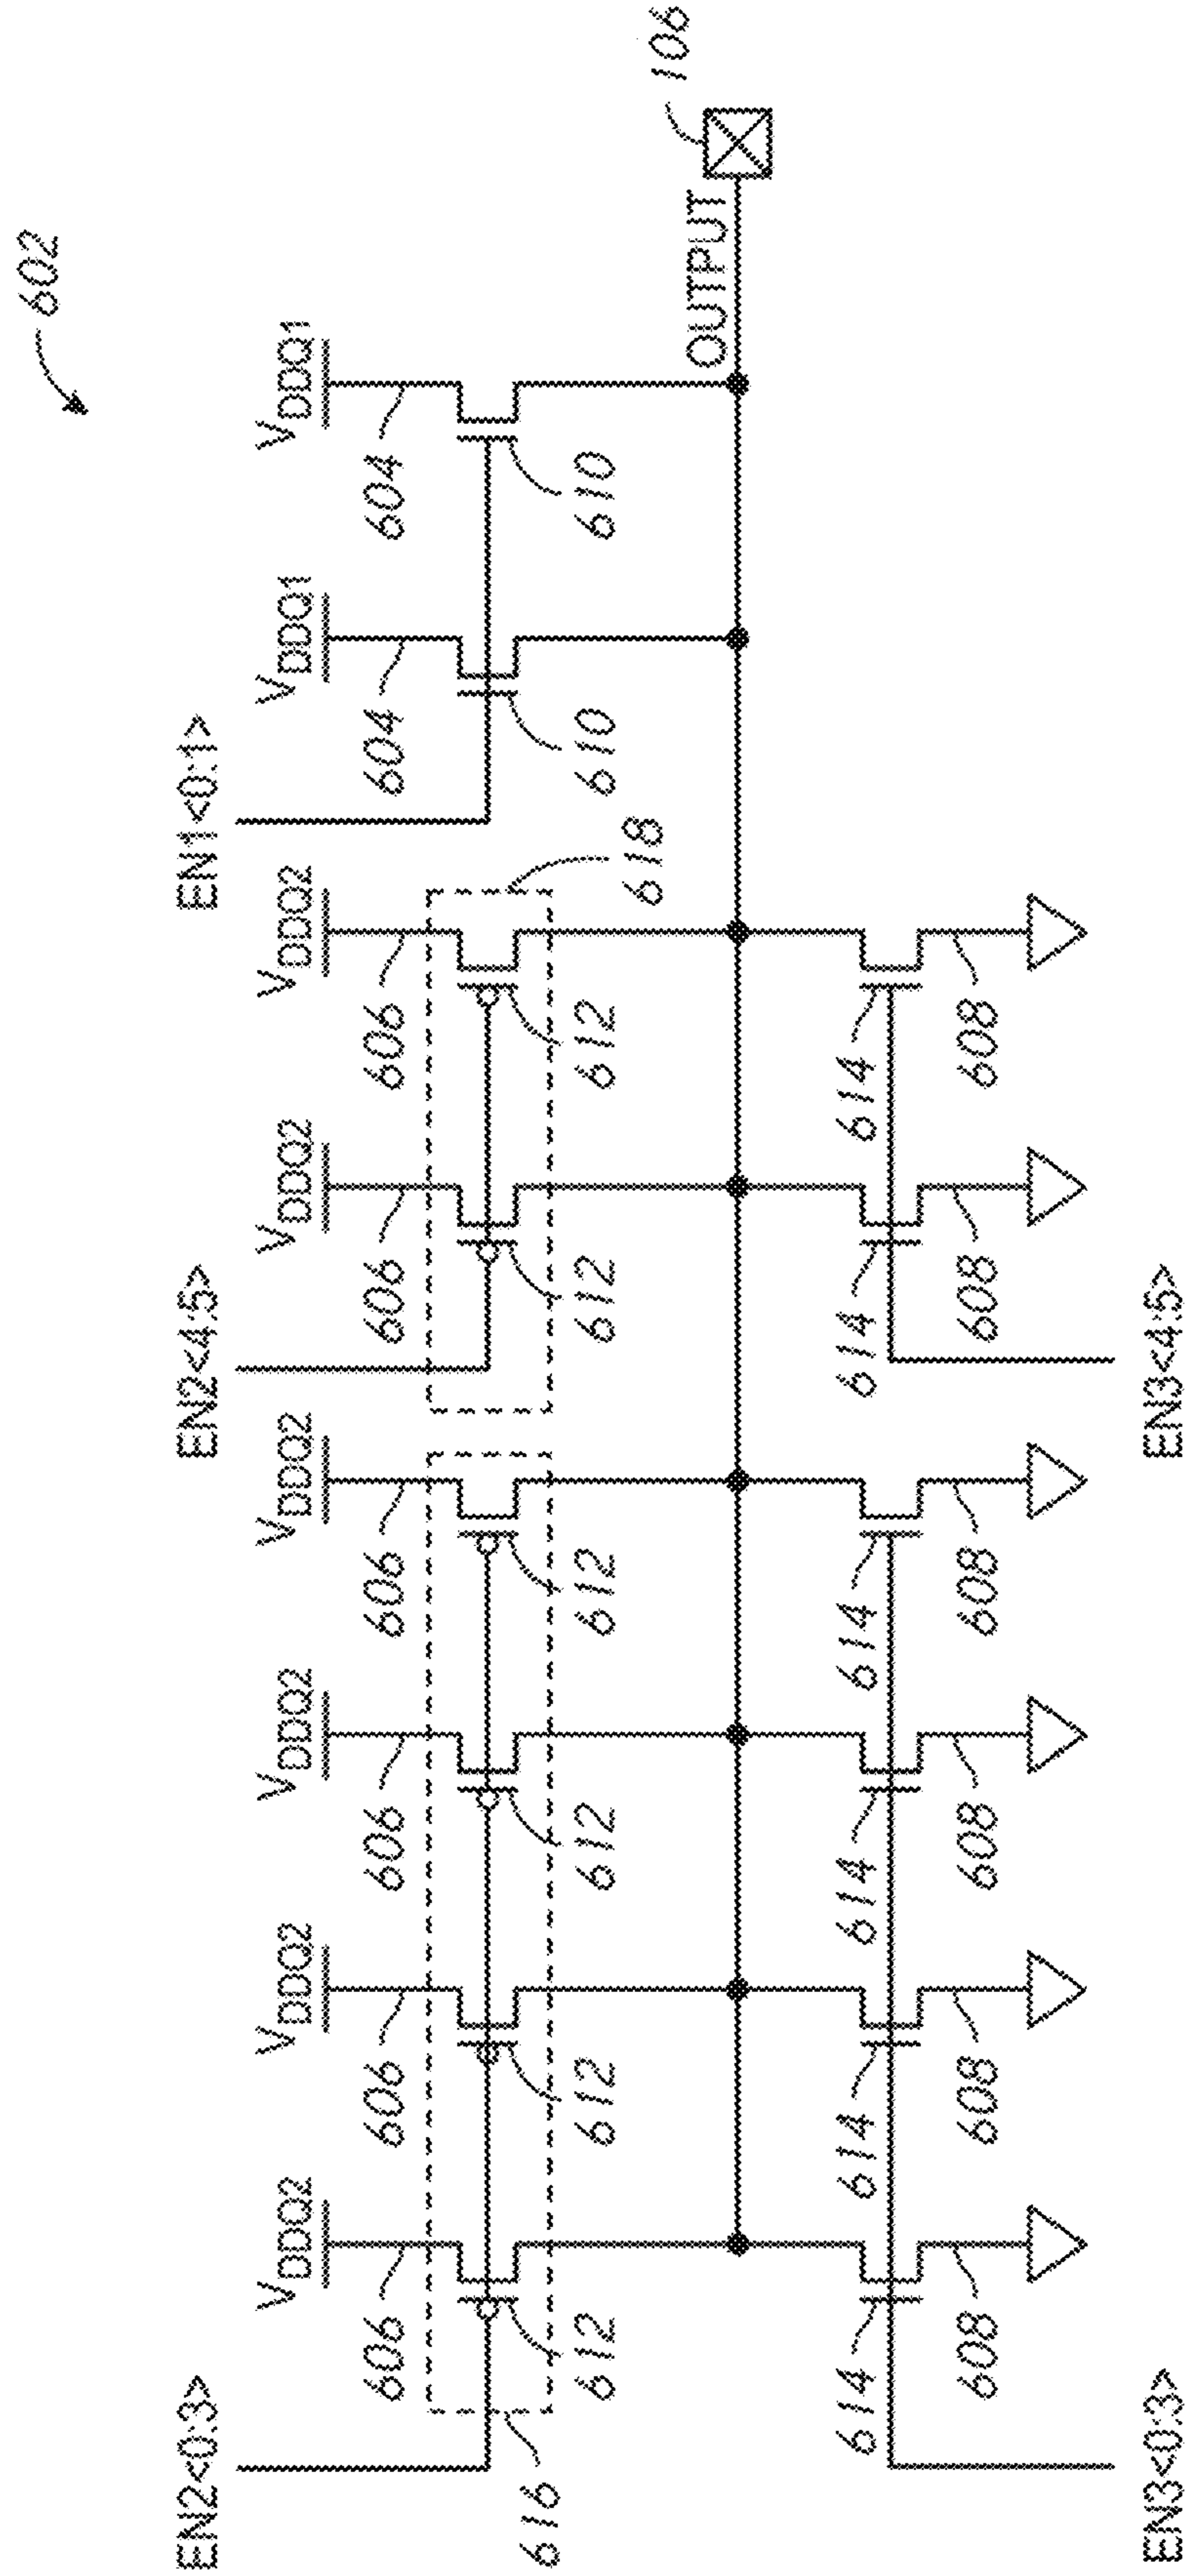 602
EN2<0:3> EN2<4:5> EN1<0:1>
VDDQ2 VDDQ2 VDDQ2 VDDQ2 VDDQ2 VDDQ2 VDDQ1 VDDQ1
606 606 606 606 606 606 604 604
616
612 612 612 612 612 612 610 610
618
106
OUTPUT
614 614 614 614 614 614
608 608 608 608 608 608
EN3<0:3> EN3<4:5>